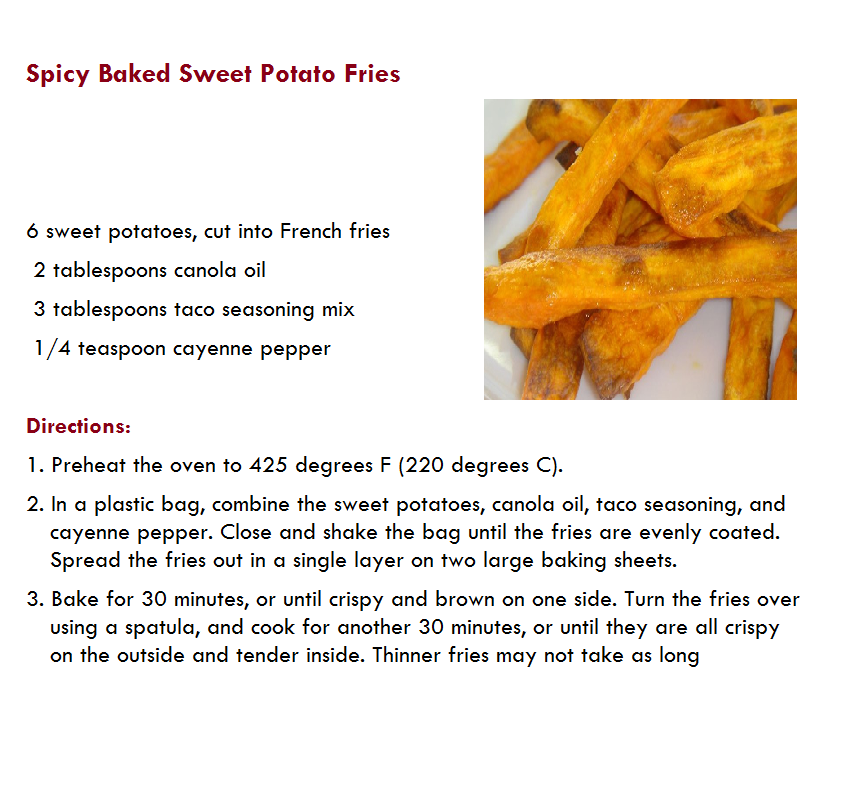 Spicy Baked Sweet Potato Fries
6 sweet potatoes, cut into French fries
2 tablespoons canola oil
3 tablespoons taco seasoning mix
1/4 teaspoon cayenne pepper
Directions:
1. Preheat the oven to 425 degrees F (220 degrees C).
2. In a plastic bag, combine the sweet potatoes, canola oil, taco seasoning, and
cayenne pepper. Close and shake the bag until the fries are evenly coated.
Spread the fries out in a single layer on two large baking sheets.
3. Bake for 30 minutes, or until crispy and brown on one side. Turn the fries over
using a spatula, and cook for another 30 minutes, or until they are all crispy
on the outside and tender inside. Thinner fries may not take as long